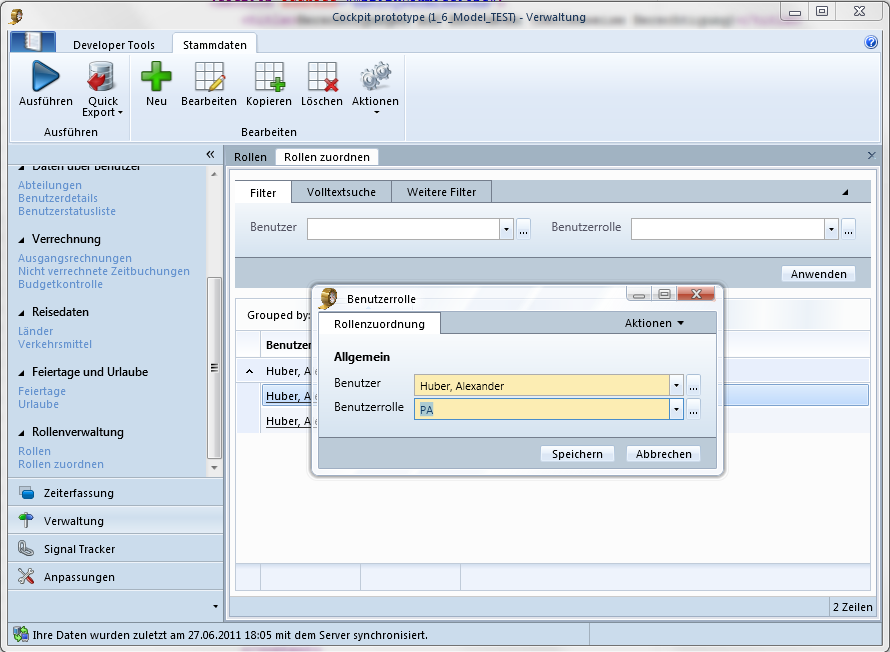 Cockpit prototype (1_6_Model_TEST) - Verwaltung
Developer Tools
Stammdaten
Ausführen
Quick
Export
Neu
Bearbeiten
Kopieren
Löschen
Aktionen
Ausführen
Bearbeiten
«
Daten über Benutzer
Abteilungen
Benutzerdetails
Benutzerstatusliste
Verrechnung
Ausgangsrechnungen
Nicht verrechnete Zeitbuchungen
Budgetkontrolle
Reisedaten
Länder
Verkehrsmittel
Feiertage und Urlaube
Feiertage
Urlaube
Rollenverwaltung
Rollen
Rollen zuordnen
Zeiterfassung
Verwaltung
Signal Tracker
Anpassungen
Rollen
Rollen zuordnen
Filter
Volltextsuche
Weitere Filter
Benutzer
...
Benutzerrolle
...
Anwenden
Grouped by:
Benutzer
Huber, Al
Huber, A
Huber, A
Benutzerrolle
Rollenzuordnung
Aktionen
Allgemein
Benutzer
Huber, Alexander
...
Benutzerrolle
PA
...
Speichern
Abbrechen
2 Zeilen
Ihre Daten wurden zuletzt am 27.06.2011 18:05 mit dem Server synchronisiert.